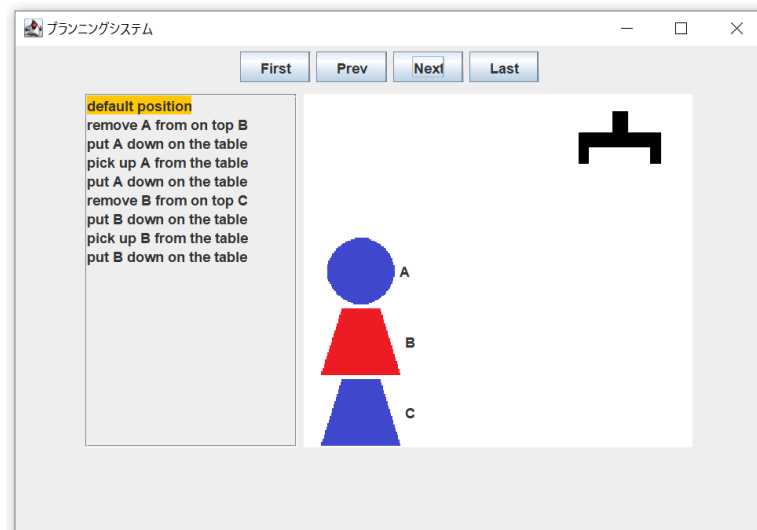 プランニングシステム
First Prev Next Last
default position
remove A from on top B
put A down on the table
pick up A from the table
put A down on the table
remove B from on top C
put B down on the table
pick up B from the table
put B down on the table
A
B
C